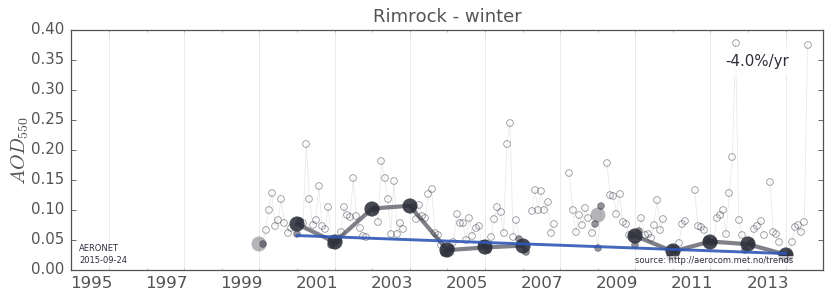 Rimrock - winter
0.40
0.35
0.30
0.25
0.20
0.15
0.10
0.05
0.00
AOD550
-4.0%/yr
AERONET
2015-09-24
source: http://aerocom.met.no/trends
1995 1997 1999 2001 2003 2005 2007 2009 2011 2013